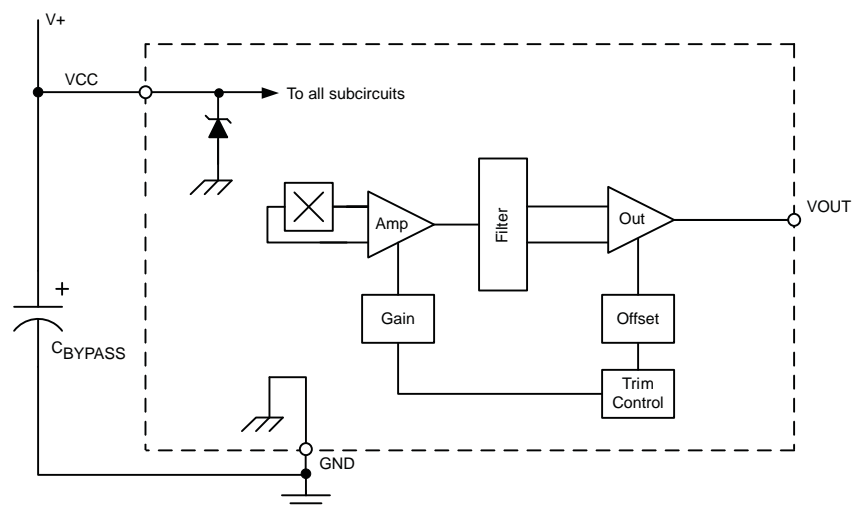 V+
VCC
To all subcircuits
Amp
Filter
Out
VOUT
Gain
Offset
+
CBYPASS
Trim
Control
GND